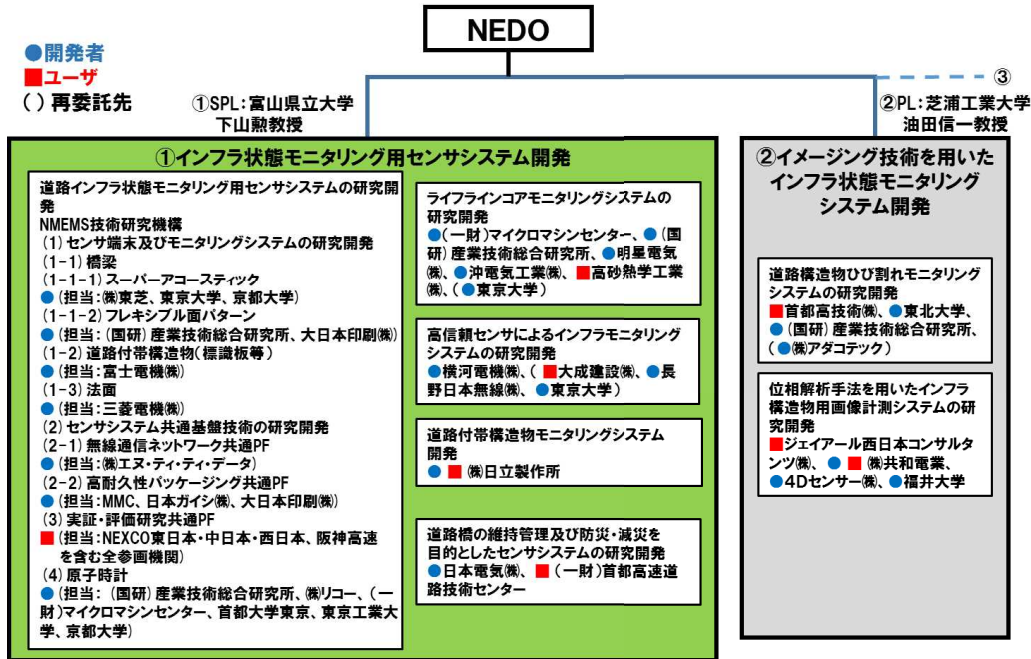 NEDO
●開発者
■ユーザ
( ) 再委託先
①SPL:富山県立大学
下山勲教授
③
②PL:芝浦工業大学
油田信一教授
①インフラ状態モニタリング用センサシステム開発
道路インフラ状態モニタリング用センサシステムの研究開
発
NMEMS技術研究機構
(1)センサ端末及びモニタリングシステムの研究開発
(1-1)橋梁
(1-1-1)スーパーアコースティック
●(担当:㈱東芝、東京大学、京都大学)
(1-1-2)フレキシブル面パターン
●(担当:(国研)産業技術総合研究所、大日本印刷㈱)
(1-2)道路付帯構造物(標識板等)
●(担当:富士電機㈱)
(1-3)法面
●(担当:三菱電機㈱)
(2)センサシステム共通基盤技術の研究開発
(2-1)無線通信ネットワーク共通PF
●(担当:㈱エヌ・ティ・ティ・データ)
(2-2)高耐久性パッケージング共通PF
●(担当:MMC、日本ガイシ㈱、大日本印刷㈱)
(3)実証・評価研究共通PF
■(担当:NEXCO東日本・中日本・西日本、阪神高速
を含む全参画機関)
(4)原子時計
●(担当:(国研)産業技術総合研究所、㈱リコー、(一
財)マイクロマシンセンター、首都大学東京、東京工業大
学、京都大学)
ライフラインコアモニタリングシステムの
研究開発
●(一財)マイクロマシンセンター、●(国
研)産業技術総合研究所、●明星電気
㈱、●沖電気工業㈱、■高砂熱学工業
㈱、(●東京大学)
高信頼センサによるインフラモニタリング
システムの研究開発
●横河電機㈱、(■大成建設㈱、●長
野日本無線㈱、●東京大学)
道路付帯構造物モニタリングシステム
開発
●■㈱日立製作所
道路橋の維持管理及び防災・減災を
目的としたセンサシステムの研究開発
●日本電気㈱、■(一財)首都高速道
路技術センター
②イメージング技術を用いた
インフラ状態モニタリング
システム開発
道路構造物ひび割れモニタリング
システムの研究開発
■首都高技術㈱、●東北大学、
●(国研)産業技術総合研究所、
(●㈱アダコテック)
位相解析手法を用いたインフラ
構造物用画像計測システムの研
究開発
■ジェイアール西日本コンサルタ
ンツ㈱、●■㈱共和電業、
●4Dセンサー㈱、●福井大学